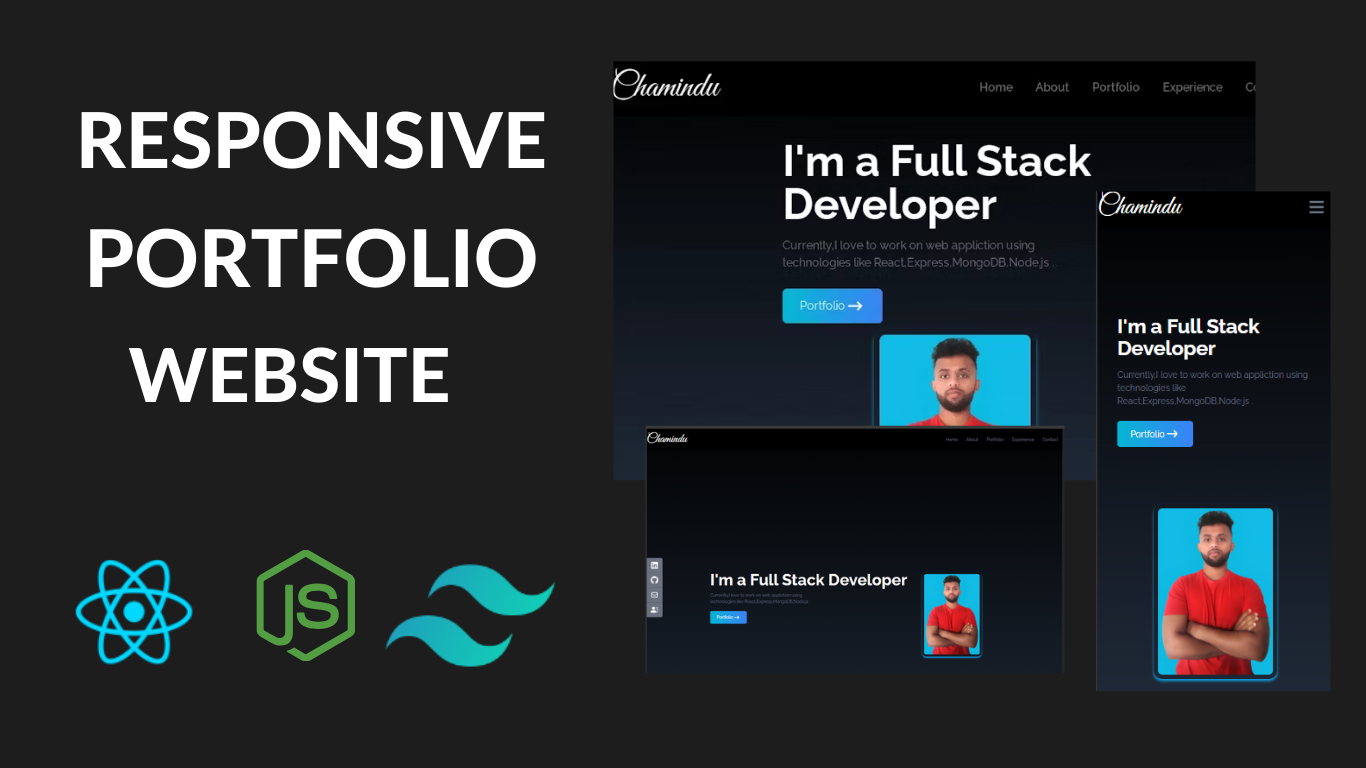 RESPONSIVE
PORTFOLIO
WEBSITE
JS
Chamindu
Home About Portfolio Experience Co
I'm a Full Stack
Developer
Currently,I love to work on web appliction using
technologies like React,Express,MongoDB,Node.js ..
Portfolio
Chamindu
I'm a Full Stack
Developer
Currently,I love to work on web appliction using
technologies like
React,Express,MongoDB,Node.js .
Portfolio
Chamindu
Home About Portfolio Experience Contact
I'm a Full Stack Developer
Currently,I love to work on web appliction using
technologies like React,Express,MongoDB,Node.js
Portfolio